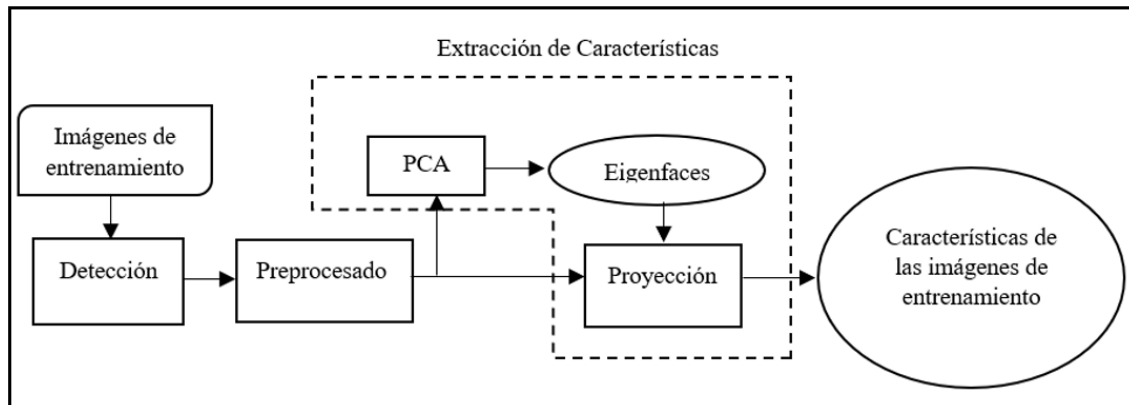 Extracción de Características
Imágenes de
entrenamiento
PCA
Eigenfaces
Detección
Preprocesado
Proyección
Características de
las imágenes de
entrenamiento